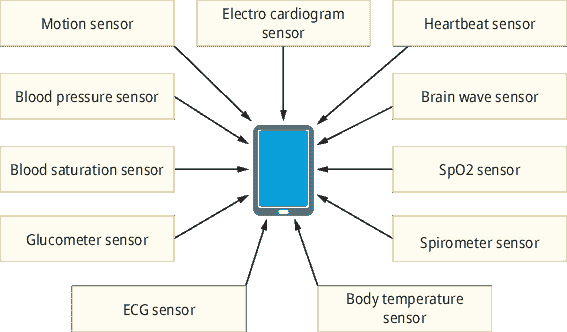 Motion sensor
Electro cardiogram
sensor
Heartbeat sensor
Blood pressure sensor
Brain wave sensor
Blood saturation sensor
SpO2 sensor
Glucometer sensor
Spirometer sensor
ECG sensor
Body temperature
sensor